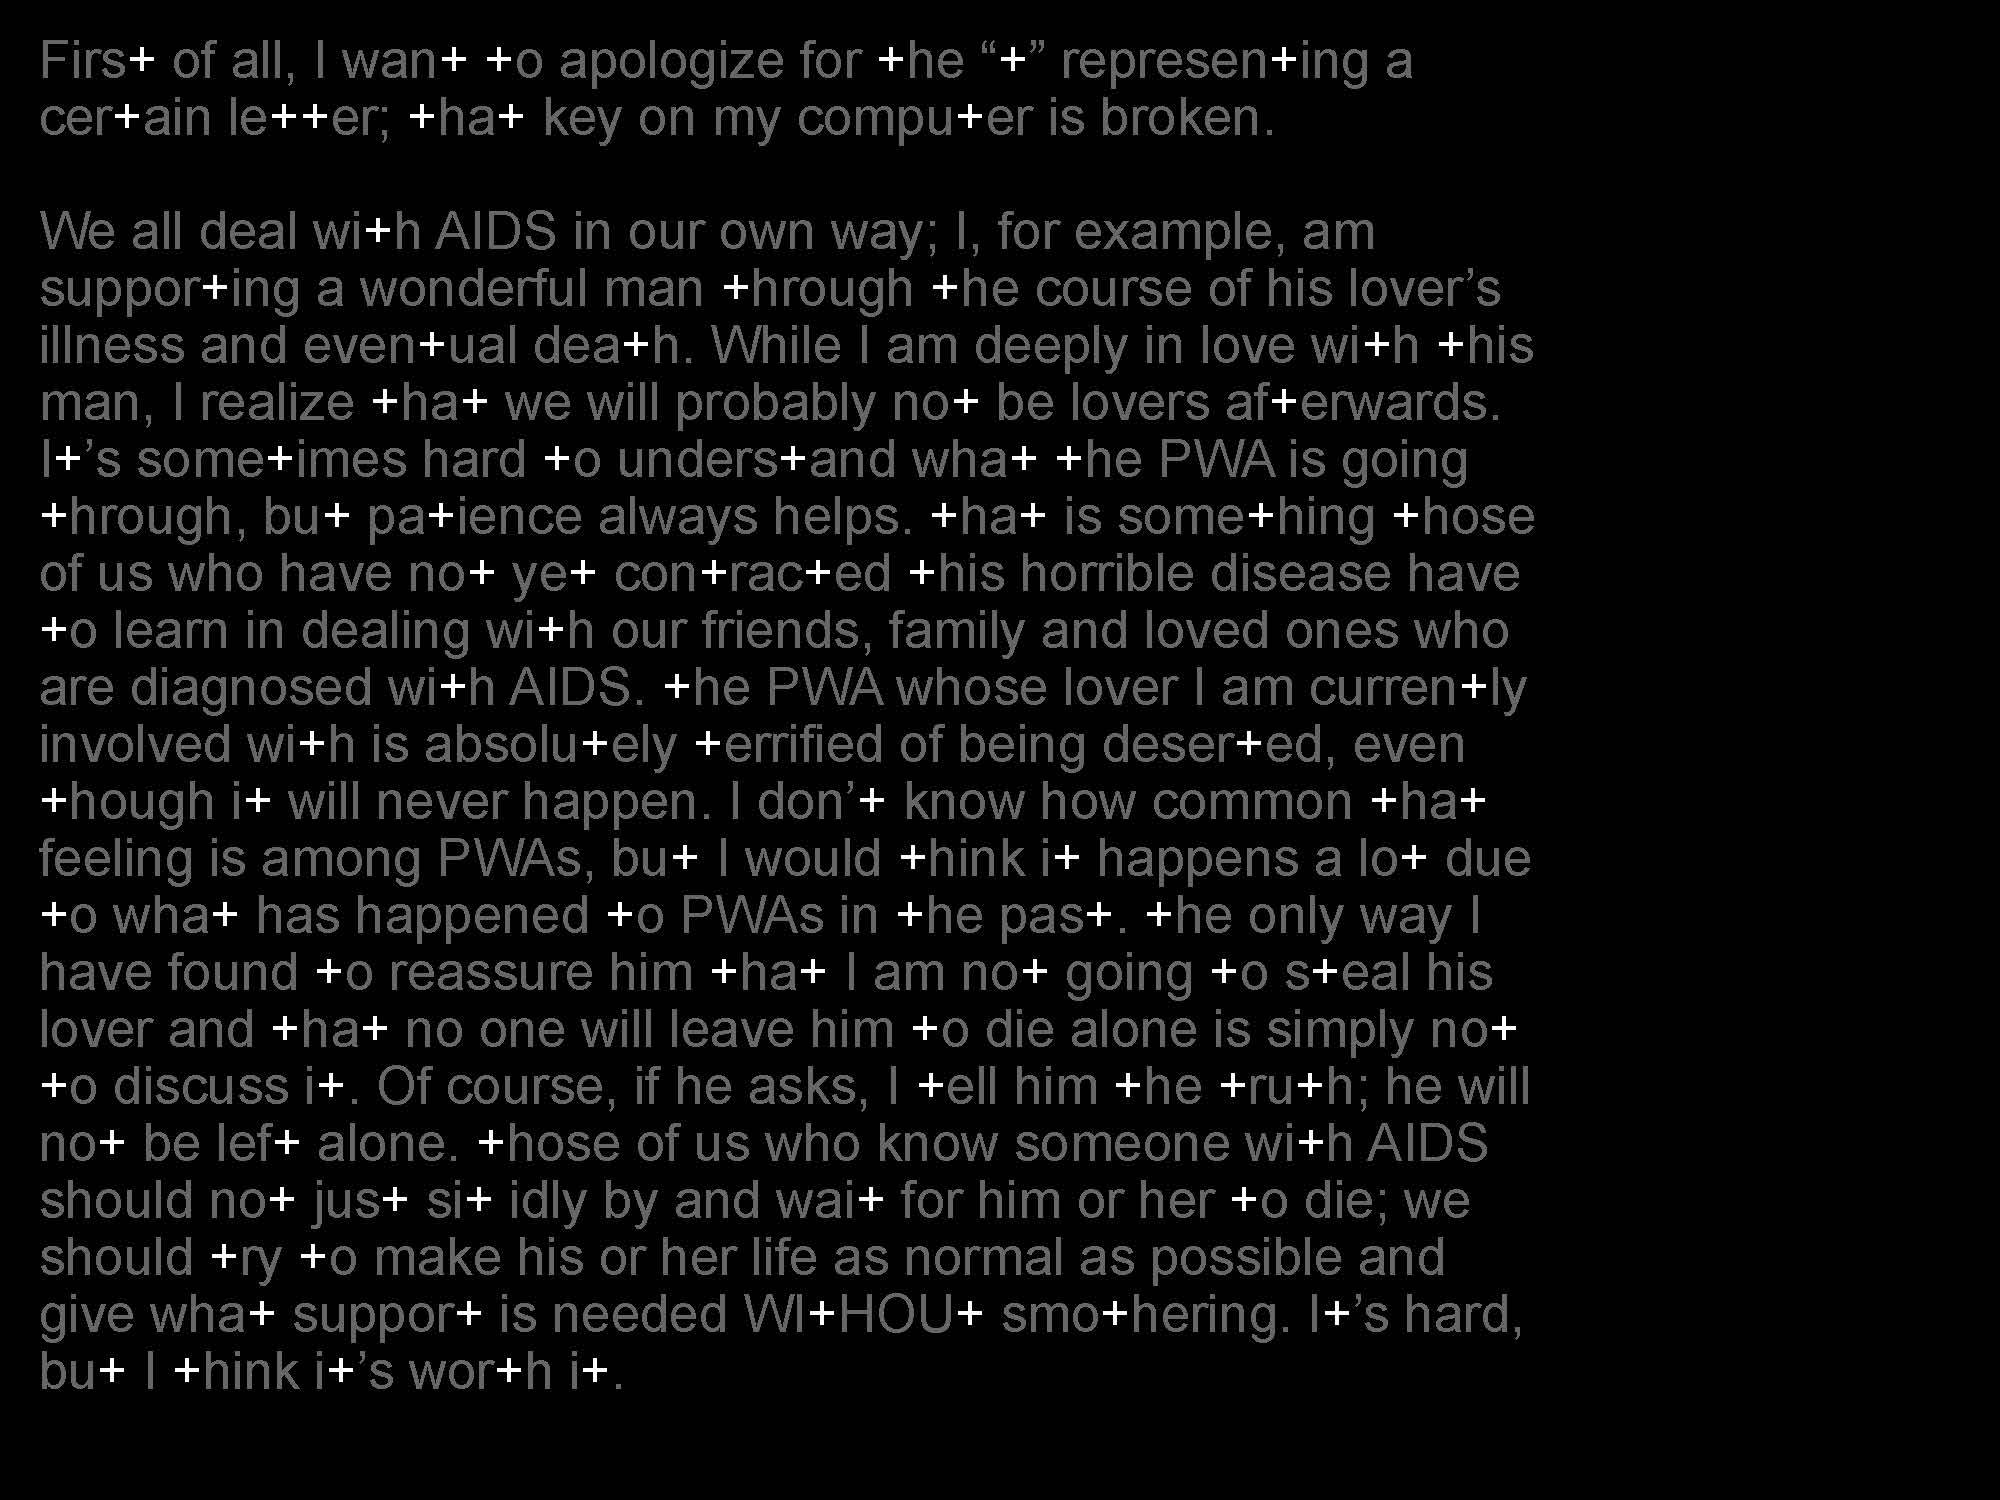 Firs+ of all, I wan+ +o apologize for +he “+” represen+ing a
cer+ain le++er; +ha+ key on my compu+er is broken.
We all deal wi+h AIDS in our own way; I, for example, am
suppor+ing a wonderful man +hrough +he course of his lover’s
illness and even+ual dea+h. While I am deeply in love wi+h +his
man, I realize +ha+ we will probably no+ be lovers af+erwards.
I+’s some+imes hard +o unders+and wha+ +he PWA is going
+hrough, bu+ pa+ience always helps. +ha+ is some+hing +hose
of us who have no+ ye+ con+rac+ed +his horrible disease have
+o learn in dealing wi+h our friends, family and loved ones who
are diagnosed wi+h AIDS. +he PWA whose lover I am curren+ly
involved wi+h is absolu+ely +errified of being deser+ed, even
+hough i+ will never happen. I don’+ know how common +ha+
feeling is among PWAs, bu+ I would +hink i+ happens a lo+ due
+o wha+ has happened +o PWAs in +he pas+. +he only way I
have found +o reassure him +ha+ I am no+ going +o s+eal his
lover and +ha+ no one will leave him +o die alone is simply no+
+o discuss i+. Of course, if he asks, I +ell him +he +ru+h; he will
no+ be lef+ alone. +hose of us who know someone wi+h AIDS
should no+ jus+ si+ idly by and wai+ for him or her +o die; we
should +ry +o make his or her life as normal as possible and
give wha+ suppor+ is needed WI+HOU+ smo+hering. I+’s hard,
bu+ I +hink i+’s wor+h i+.